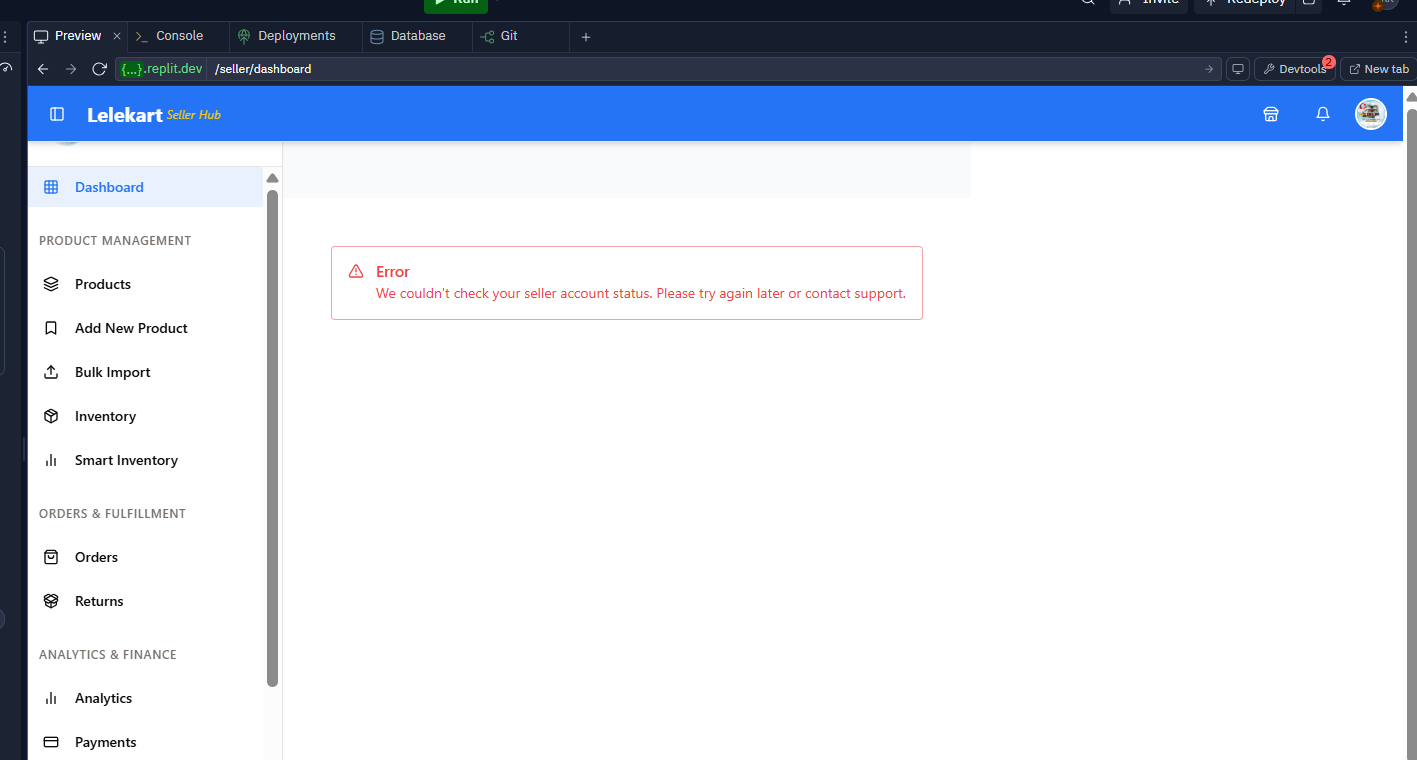 Run
Invite
Redeploy
Preview
Console
Deployments
Database
Git
{...}.replit.dev
/seller/dashboard
Devtools
2
New tab
Lelekart Seller Hub
Dashboard
PRODUCT MANAGEMENT
Products
Add New Product
Bulk Import
Inventory
Smart Inventory
ORDERS & FULFILLMENT
Orders
Returns
ANALYTICS & FINANCE
Analytics
Payments
Error
We couldn't check your seller account status. Please try again later or contact support.